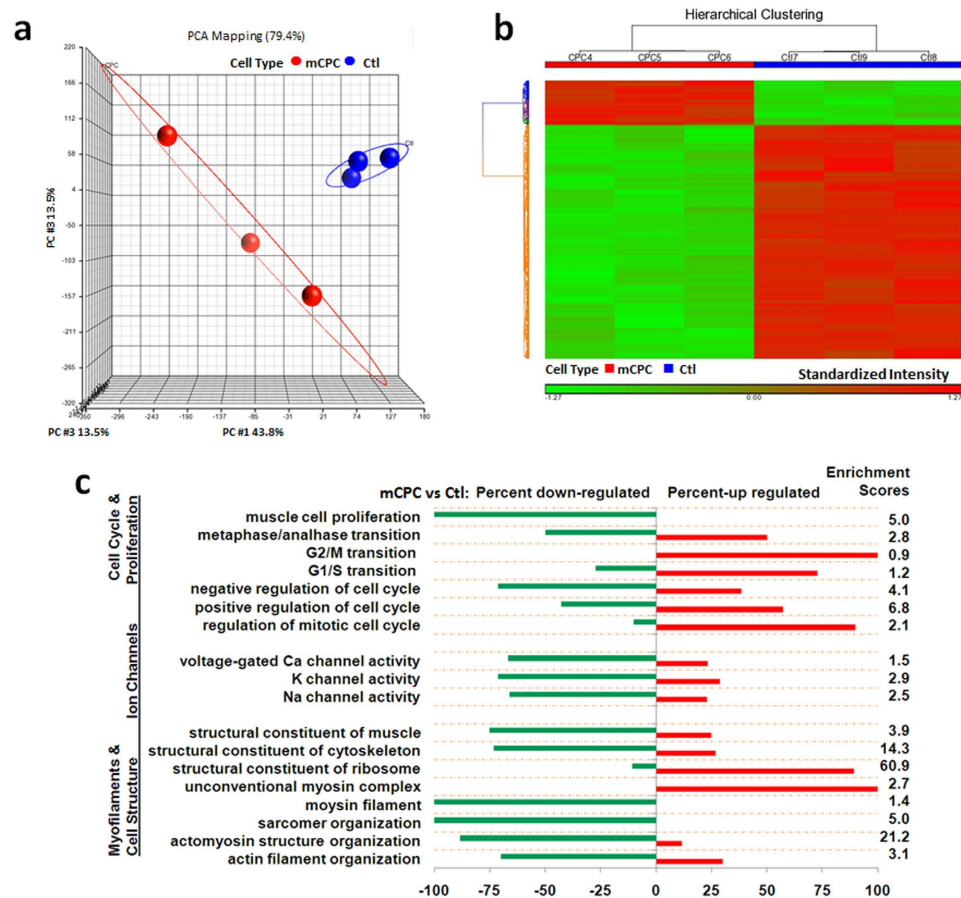 a
PCA Mapping (79.4%)
Cell Type mCPC Ctl
220
166
112
58
4
-50
-103
-157
-211
-265
-320
CPC
Ctl
PC #3 13.5%
-350 -296 -243 -190 -137 -85 -31 21 74 127 180
PC #3 13.5% PC #1 43.8%
b
Hierarchical Clustering
CPC4 CPC5 CPC6 Ctl7 Ctl9 Ctl8
Cell Type mCPC Ctl Standardized Intensity
-1.27 0.00 1.27
c
mCPC vs Ctl: Percent down-regulated Percent-up regulated Enrichment
Scores
Cell Cycle &
Proliferation
muscle cell proliferation 5.0
metaphase/analhase transition 2.8
G2/M transition 0.9
G1/S transition 1.2
negative regulation of cell cycle 4.1
positive regulation of cell cycle 6.8
regulation of mitotic cell cycle 2.1
Ion Channels
voltage-gated Ca channel activity 1.5
K channel activity 2.9
Na channel activity 2.5
Myofilaments &
Cell Structure
structural constituent of muscle 3.9
structural constituent of cytoskeleton 14.3
structural constituent of ribosome 60.9
unconventional myosin complex 2.7
moysin filament 1.4
sarcomer organization 5.0
actomyosin structure organization 21.2
actin filament organization 3.1
-100 -75 -50 -25 0 25 50 75 100